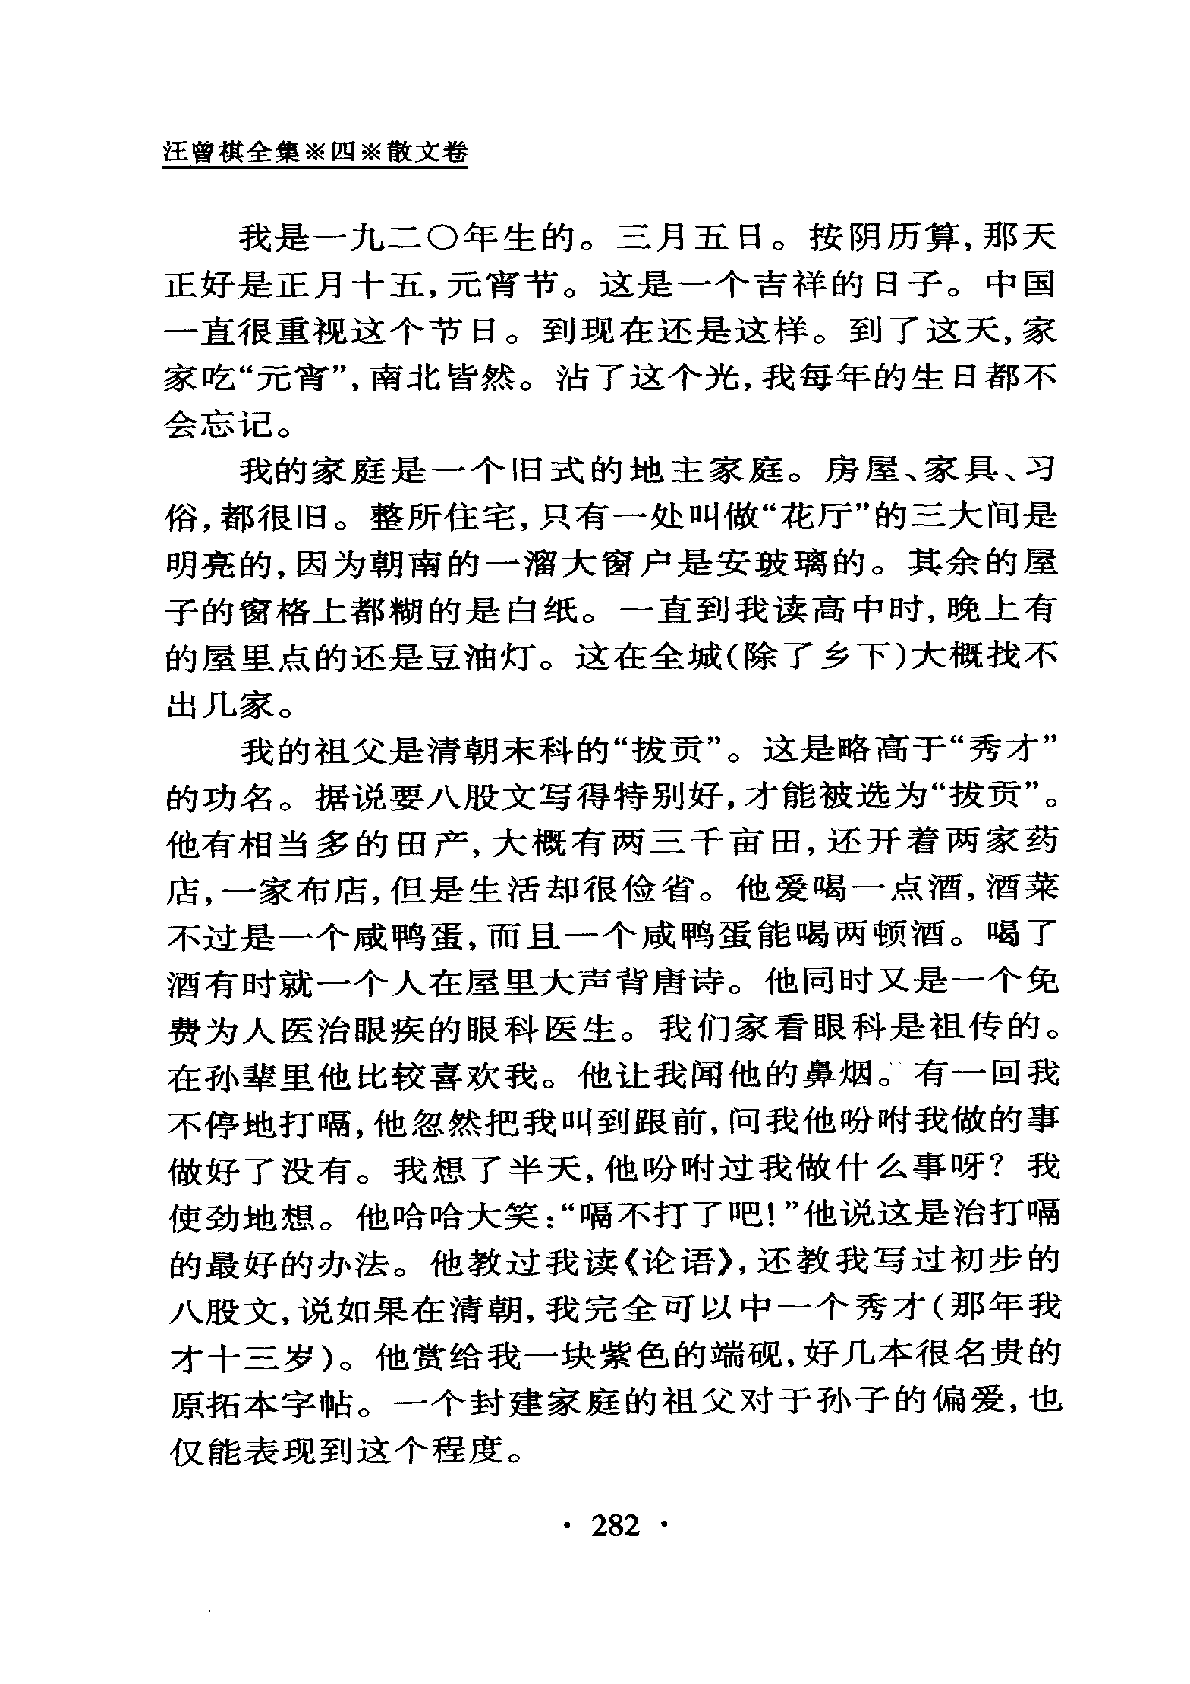 汪曾祺全集※四※散文卷
我是一九二〇年生的。三月五日。按阴历算,那天
正好是正月十五,元宵节。这是一个吉祥的日子。中国
一直很重视这个节日。到现在还是这样。到了这天,家
家吃“元宵”,南北皆然。沾了这个光,我每年的生日都不
会忘记。
我的家庭是一个旧式的地主家庭。房屋、家具、习
俗,都很旧。整所住宅,只有一处叫做“花厅”的三大间是
明亮的,因为朝南的一溜大窗户是安玻璃的。其余的屋
子的窗格上都糊的是白纸。一直到我读高中时,晚上有
的屋里点的还是豆油灯。这在全城(除了乡下)大概找不
出几家。
我的祖父是清朝末科的“拔贡”。这是略高于“秀才”
的功名。据说要八股文写得特别好,才能被选为“拔贡”。
他有相当多的田产,大概有两三千亩田,还开着两家药
店,一家布店,但是生活却很俭省。他爱喝一点酒,酒菜
不过是一个咸鸭蛋,而且一个咸鸭蛋能喝两顿酒。喝了
酒有时就一个人在屋里大声背唐诗。他同时又是一个免
费为人医治眼疾的眼科医生。我们家看眼科是祖传的。
在孙辈里他比较喜欢我。他让我闻他的鼻烟。有一回我
不停地打嗝,他忽然把我叫到跟前,问我他吩咐我做的事
做好了没有。我想了半天,他吩咐过我做什么事呀?我
使劲地想。他哈哈大笑:“嗝不打了吧!”他说这是治打嗝
的最好的办法。他教过我读《论语》,还教我写过初步的
八股文,说如果在清朝,我完全可以中一个秀才(那年我
才十三岁)。他赏给我一块紫色的端砚,好几本很名贵的
原拓本字帖。一个封建家庭的祖父对于孙子的偏爱,也
仅能表现到这个程度。
· 282 ·